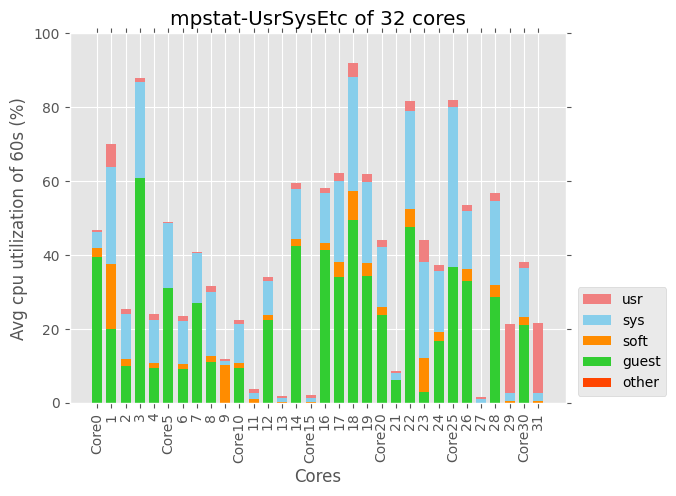 mpstat-UsrSysEtc of 32 cores
Avg cpu utilization of 60s (%)
100
80
60
40
20
0
Core0
1
2
3
4
Core5
6
7
8
9
Core10
11
12
13
14
Core15
16
17
18
19
Core20
21
22
23
24
Core25
26
27
28
29
Core30
31
Cores
usr
sys
soft
guest
other